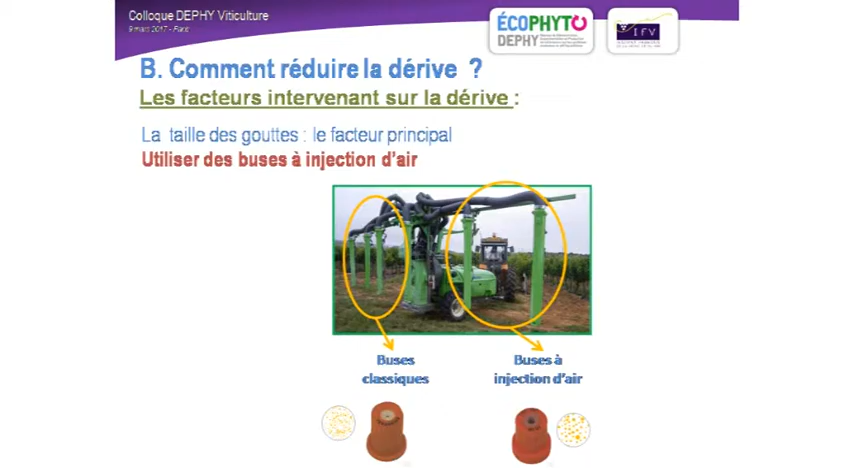 Colloque DEPHY Viticulture
9 mars 2017 - Paris
ÉCOPHYTO
DEPHY
IFV
B. Comment réduire la dérive ?
Les facteurs intervenant sur la dérive :
La taille des gouttes : le facteur principal
Utiliser des buses à injection d'air
Buses
classiques
Buses à
injection d'air